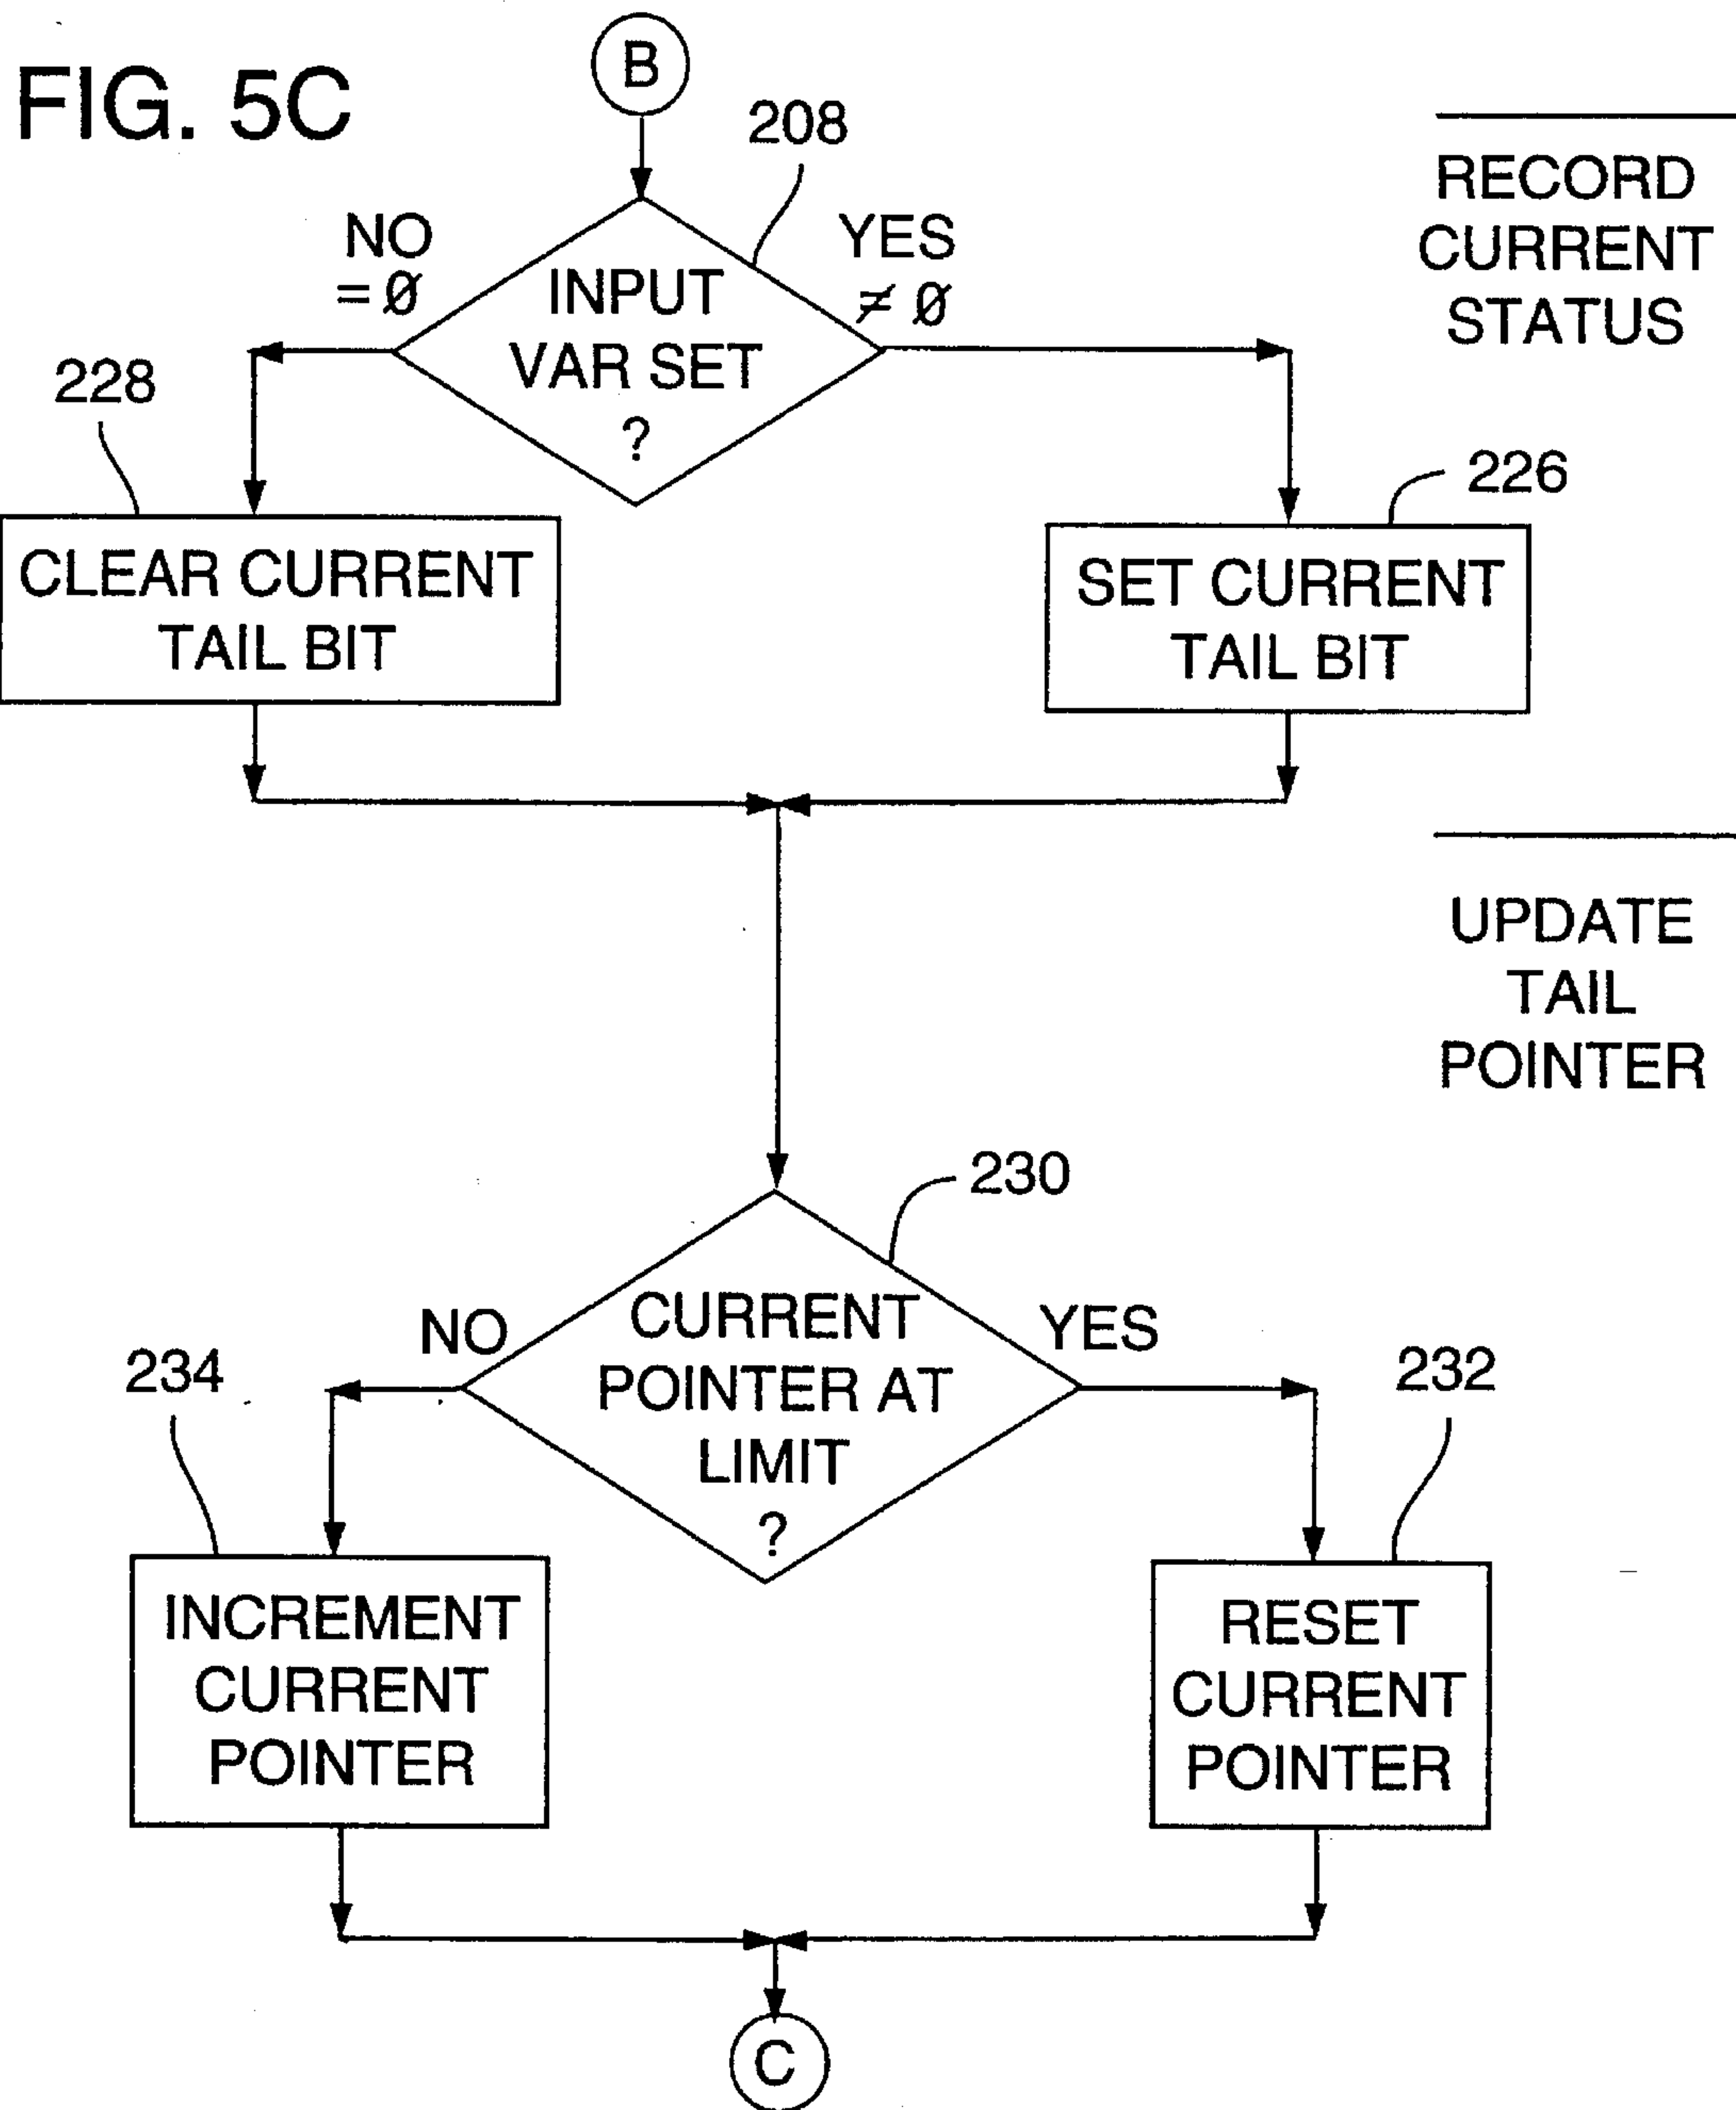 FIG. 5C
B
208
NO
= Ø
YES
≠ Ø
INPUT
VAR SET
?
RECORD
CURRENT
STATUS
228
226
CLEAR CURRENT
TAIL BIT
SET CURRENT
TAIL BIT
UPDATE
TAIL
POINTER
230
NO
CURRENT
POINTER AT
LIMIT
?
YES
234
232
INCREMENT
CURRENT
POINTER
RESET
CURRENT
POINTER
C